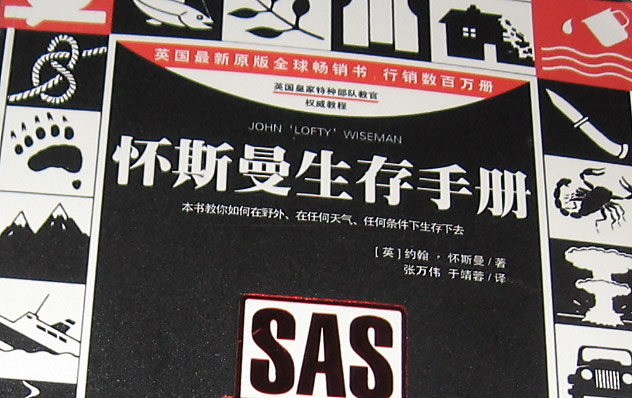 英国最新原版全球畅销书,行销数百万册
英国皇家特种部队教官
权威教程
JOHN 'LOFTY' WISEMAN
怀斯曼生存手册
本书教你如何在野外、在任何天气、任何条件下生存下去
[英]约翰·怀斯曼/著
张万伟 于靖蓉/译
SAS